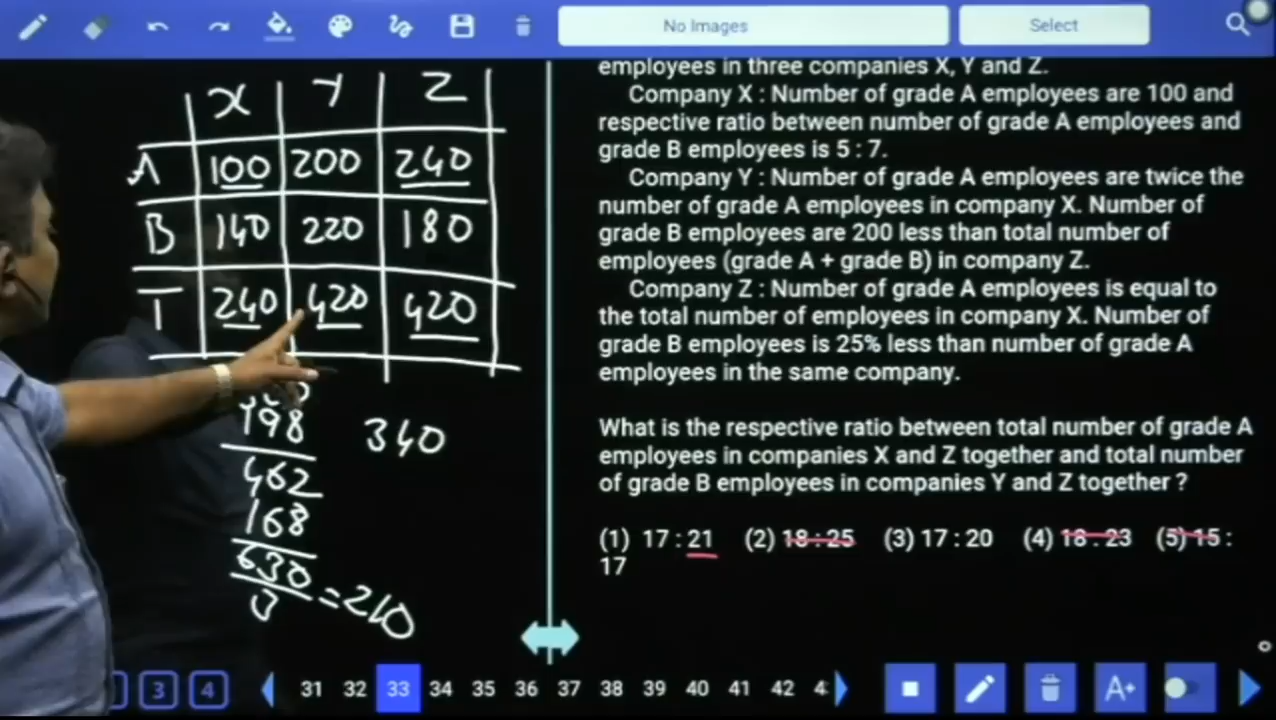 No Images
Select
X Y Z
A 100 200 240
B 140 220 180
T 240 420 420
198 340
462
168
630
3 = 210
employees in three companies X, Y and Z.
Company X : Number of grade A employees are 100 and
respective ratio between number of grade A employees and
grade B employees is 5 : 7.
Company Y : Number of grade A employees are twice the
number of grade A employees in company X. Number of
grade B employees are 200 less than total number of
employees (grade A + grade B) in company Z.
Company Z : Number of grade A employees is equal to
the total number of employees in company X. Number of
grade B employees is 25% less than number of grade A
employees in the same company.
What is the respective ratio between total number of grade A
employees in companies X and Z together and total number
of grade B employees in companies Y and Z together ?
(1) 17 : 21 (2) 18 : 25 (3) 17 : 20 (4) 18 : 23 (5) 15 :
17
3 4 31 32 33 34 35 36 37 38 39 40 41 42 4 A+